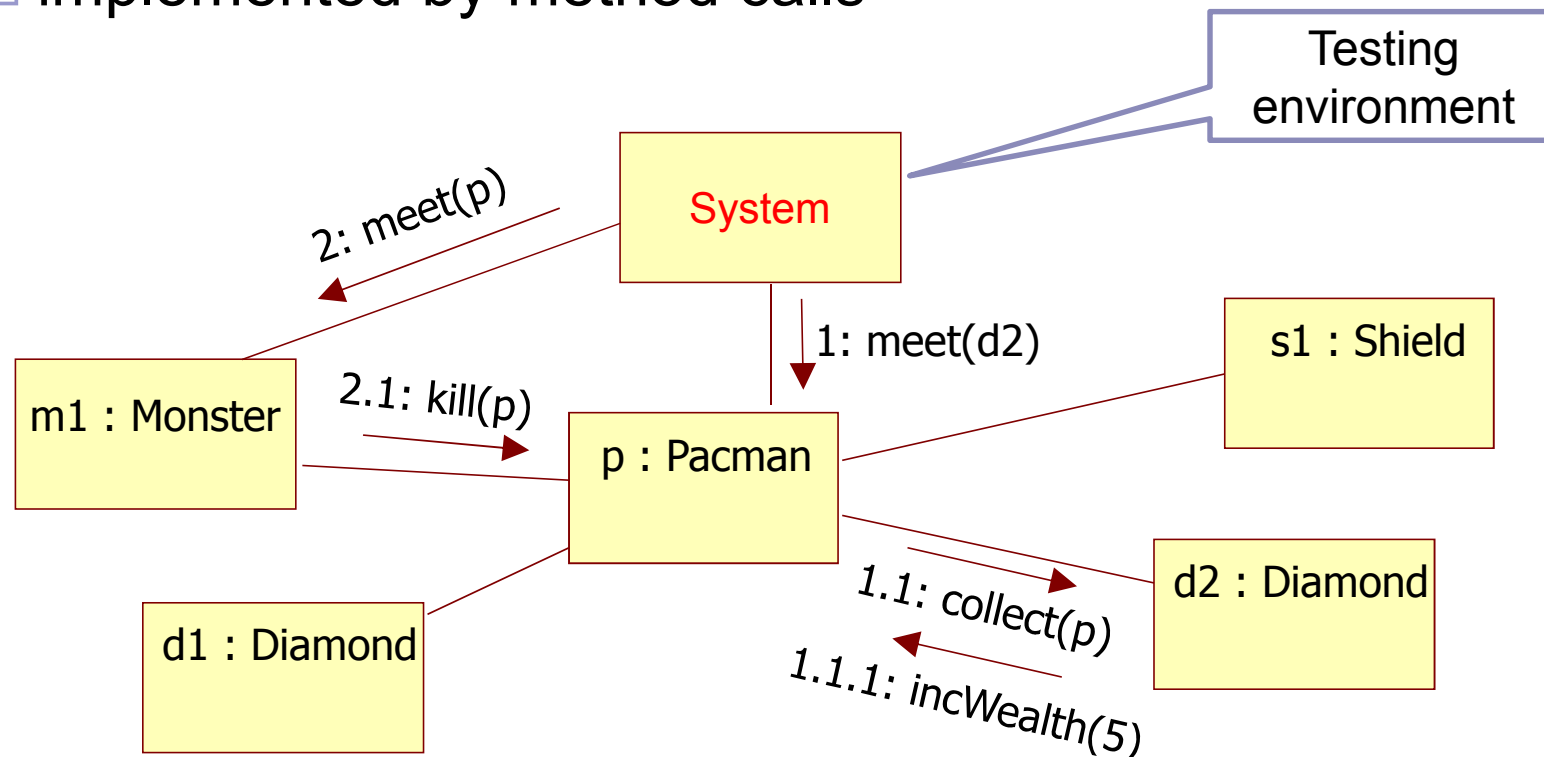 implemented by method calls
Testing
environment
System
2: meet(p)
1: meet(d2)
s1 : Shield
m1 : Monster
2.1: kill(p)
p : Pacman
d2 : Diamond
1.1: collect(p)
d1 : Diamond
1.1.1: incWealth(5)